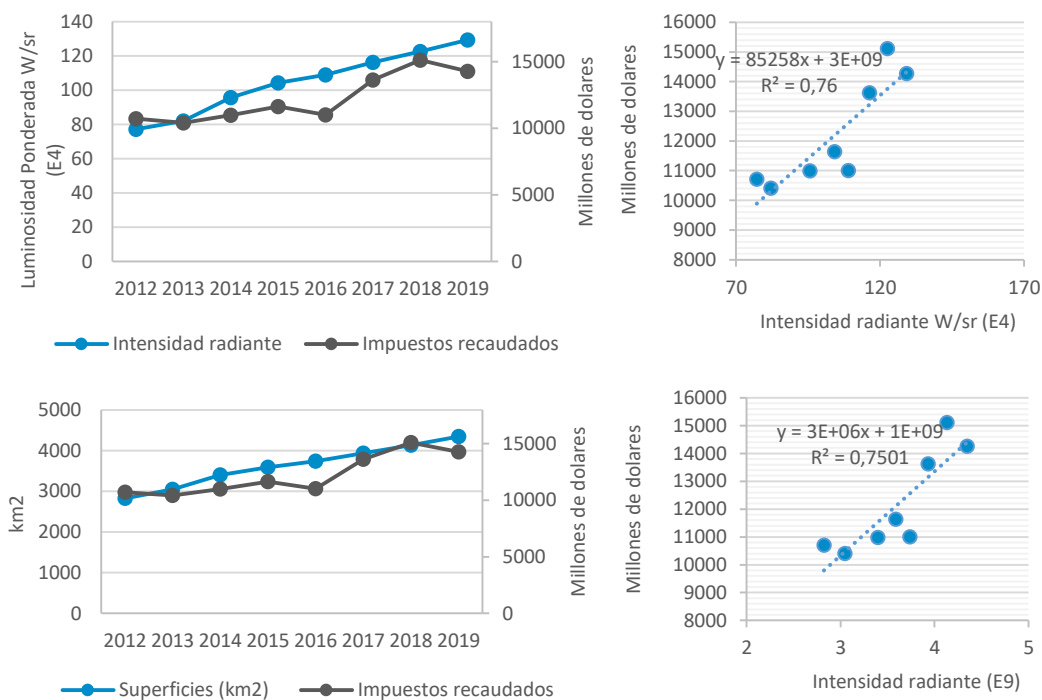 140
120
100
80
60
40
20
0
Luminosidad Ponderada W/sr
(E4)
15000
10000
5000
0
Millones de dolares
2012 2013 2014 2015 2016 2017 2018 2019
Intensidad radiante
Impuestos recaudados
16000
15000
14000
13000
12000
11000
10000
9000
8000
Millones de dolares
y = 85258x + 3E+09
R² = 0,76
70 120 170
Intensidad radiante W/sr (E4)
5000
4000
3000
2000
1000
0
km2
15000
10000
5000
0
Millones de dolares
2012 2013 2014 2015 2016 2017 2018 2019
Superficies (km2)
Impuestos recaudados
16000
15000
14000
13000
12000
11000
10000
9000
8000
Millones de dolares
y = 3E+06x + 1E+09
R² = 0,7501
2 3 4 5
Intensidad radiante (E9)